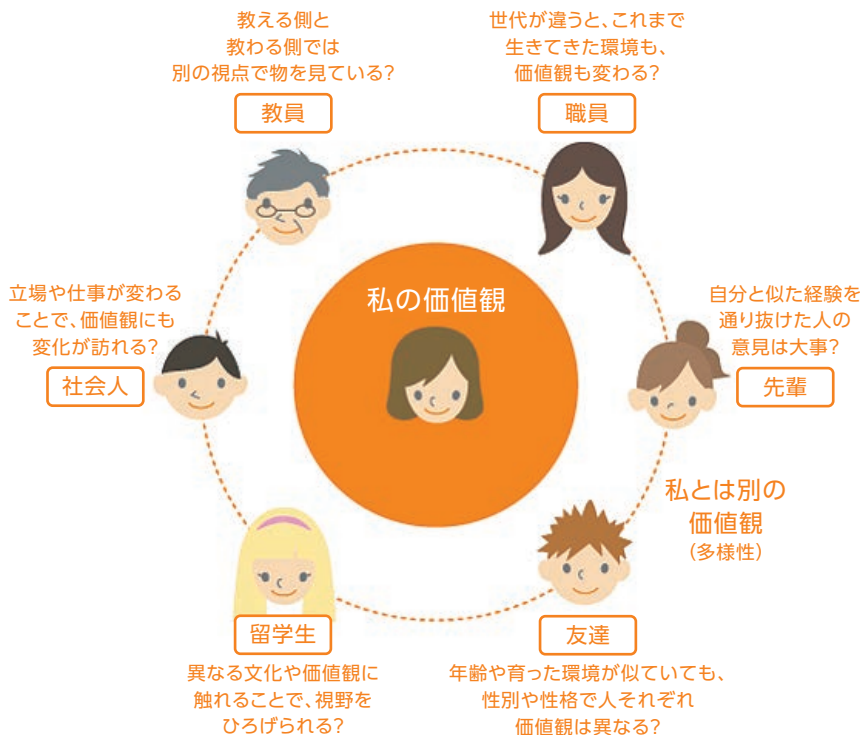 教える側と
教わる側では
別の視点で物を見ている?
教員
世代が違うと、これまで
生きてきた環境も、
価値観も変わる?
職員
私の価値観
立場や仕事が変わる
ことで、価値観にも
変化が訪れる?
社会人
自分と似た経験を
通り抜けた人の
意見は大事?
先輩
私とは別の
価値観
(多様性)
留学生
異なる文化や価値観に
触れることで、視野を
ひろげられる?
友達
年齢や育った環境が似ていても、
性別や性格で人それぞれ
価値観は異なる?